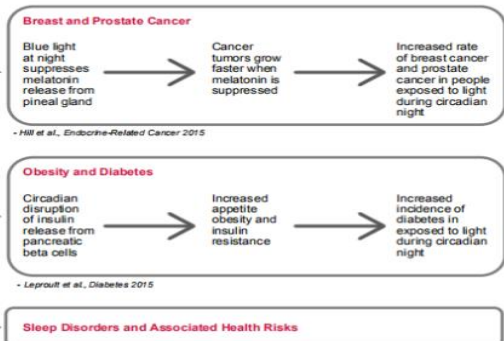 Breast and Prostate Cancer
Blue light
at night
suppresses
melatonin
release from
pineal gland
Cancer
tumors grow
faster when
melatonin is
suppressed
Increased rate
of breast cancer
and prostate
cancer in people
exposed to light
during circadian
night
- Hill et al., Endocrine-Related Cancer 2015
Obesity and Diabetes
Circadian
disruption
of insulin
release from
pancreatic
beta cells
Increased
appetite
obesity and
insulin
resistance
Increased
incidence of
diabetes in
exposed to light
during circadian
night
- Leproult et al., Diabetes 2015
Sleep Disorders and Associated Health Risks